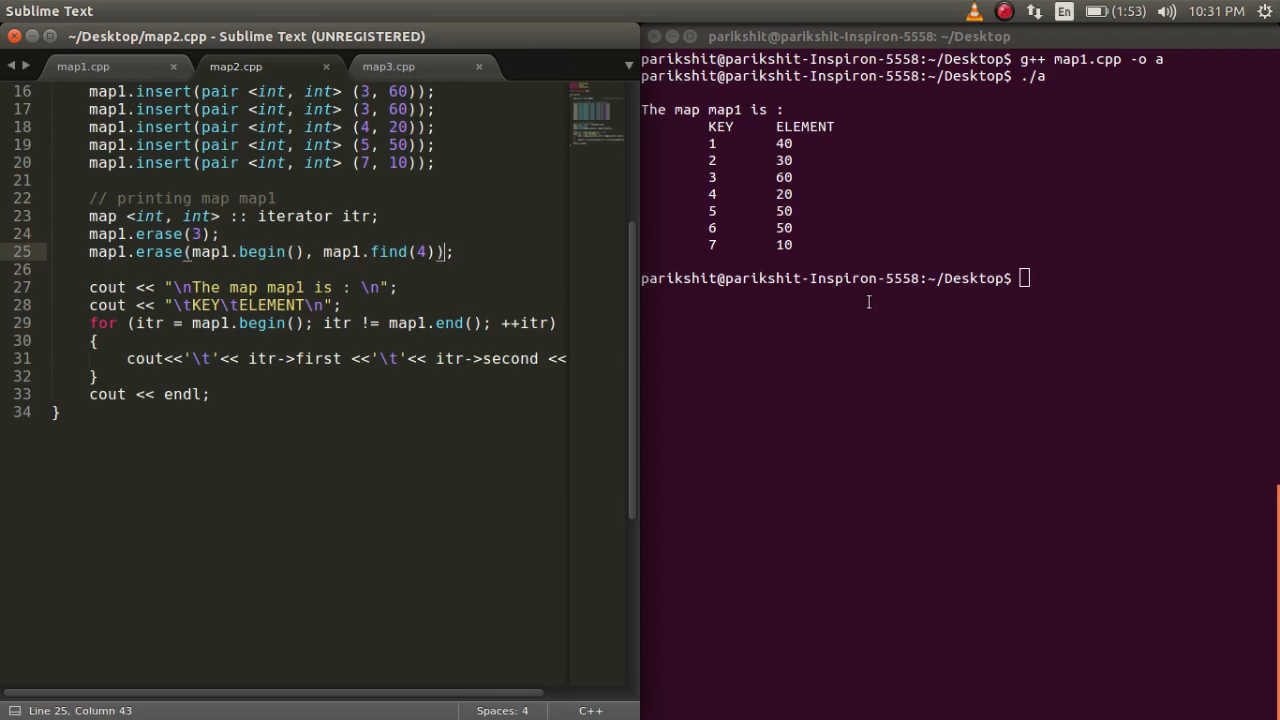 Sublime Text
En
(1:53)
10:31 PM
~/Desktop/map2.cpp - Sublime Text (UNREGISTERED)
map1.cpp × map2.cpp × map3.cpp ×
16 map1.insert(pair <int, int> (3, 60));
17 map1.insert(pair <int, int> (3, 60));
18 map1.insert(pair <int, int> (4, 20));
19 map1.insert(pair <int, int> (5, 50));
20 map1.insert(pair <int, int> (7, 10));
21
22 // printing map map1
23 map <int, int> :: iterator itr;
24 map1.erase(3);
25 map1.erase(map1.begin(), map1.find(4));
26
27 cout << "\nThe map map1 is : \n";
28 cout << "\tKEY\tELEMENT\n";
29 for (itr = map1.begin(); itr != map1.end(); ++itr)
30 {
31 cout<<'\t'<< itr->first <<'\t'<< itr->second <<
32 }
33 cout << endl;
34 }
Line 25, Column 43
Spaces: 4
C++
parikshit@parikshit-Inspiron-5558: ~/Desktop
parikshit@parikshit-Inspiron-5558:~/Desktop$ g++ map1.cpp -o a
parikshit@parikshit-Inspiron-5558:~/Desktop$ ./a
The map map1 is :
KEY ELEMENT
1 40
2 30
3 60
4 20
5 50
6 50
7 10
parikshit@parikshit-Inspiron-5558:~/Desktop$